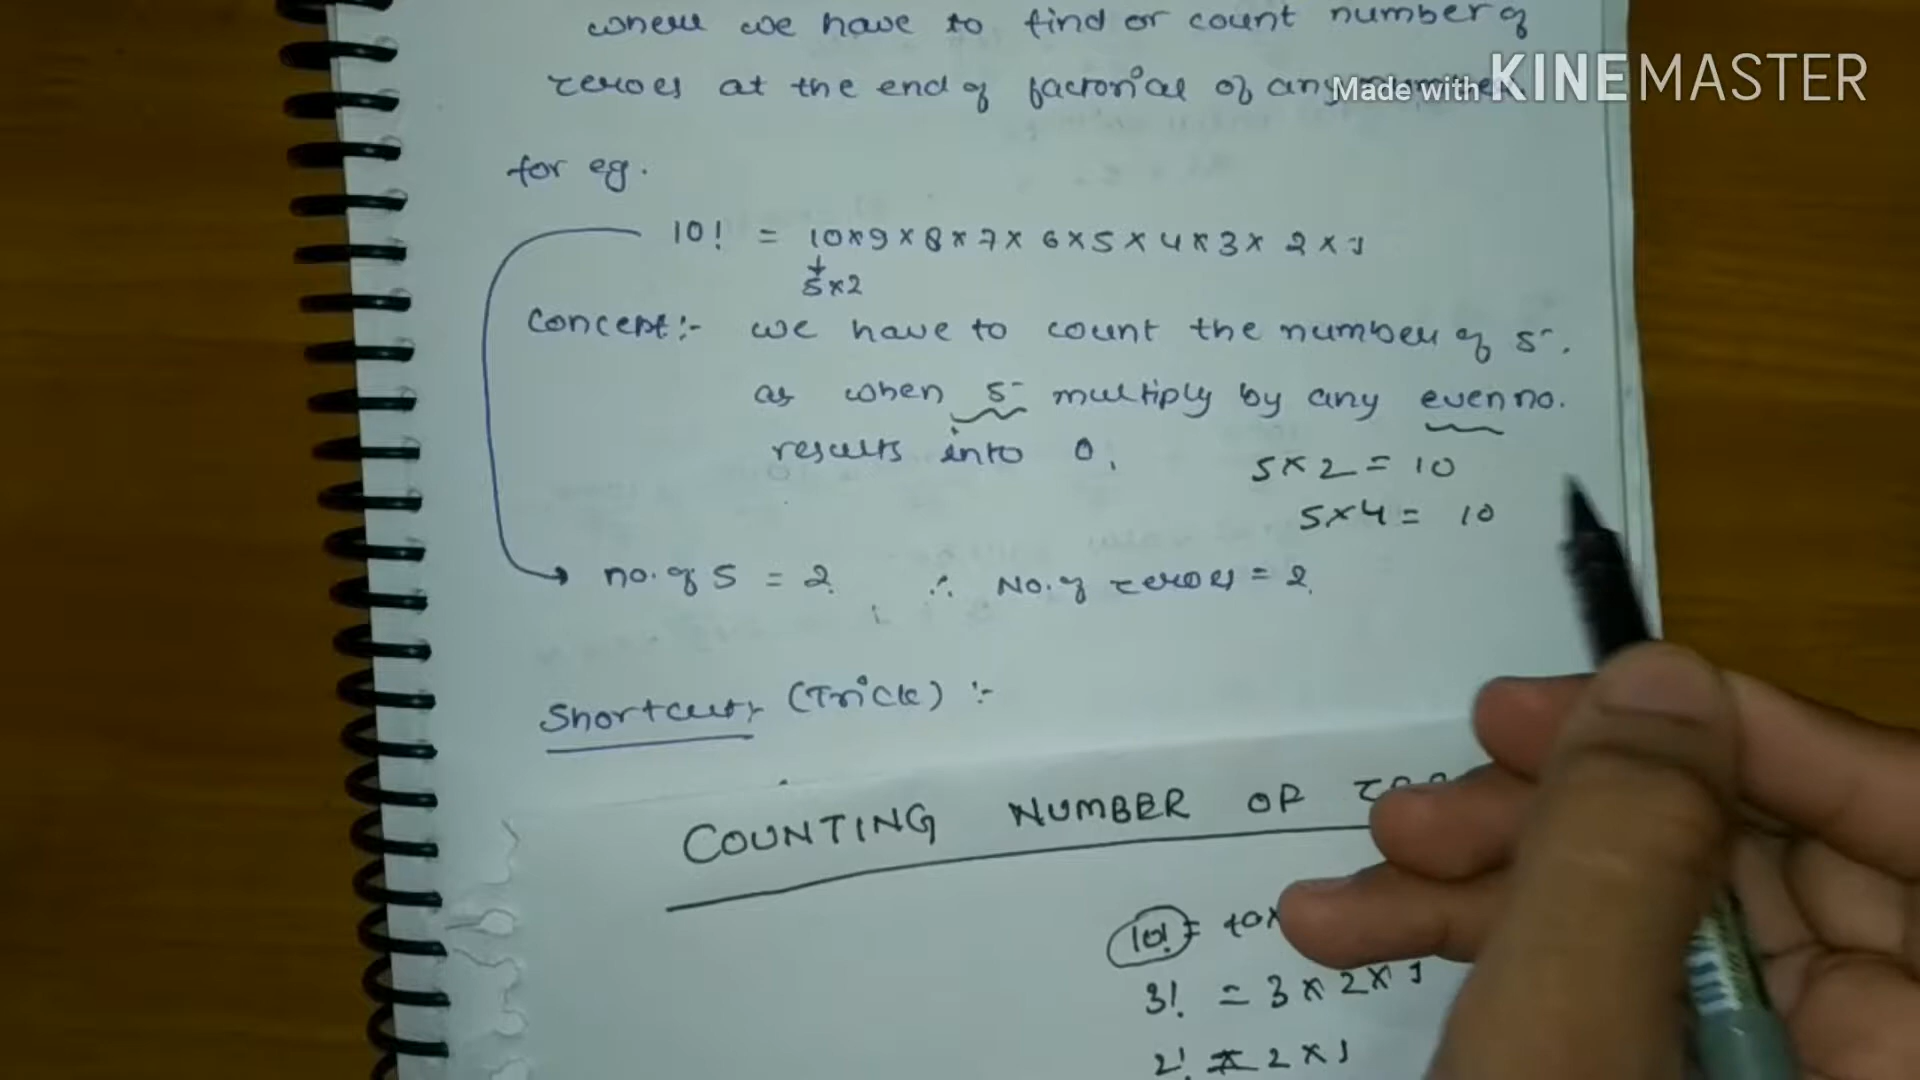 where we have to find or count number of
zeroes at the end of factorial of any
Made with KINEMASTER
for eg.
10! = 10×9×8×7×6×5×4×3×2×1
5×2
Concept:- we have to count the number of 5.
as when 5 multiply by any even no.
results into 0.
5×2=10
5×4=10
no. of 5 = 2 ∴ No. of zeroes = 2
Shortcut (Trick) :-
COUNTING NUMBER OF
10! = 10×
3! = 3×2×1
2! = 2×1